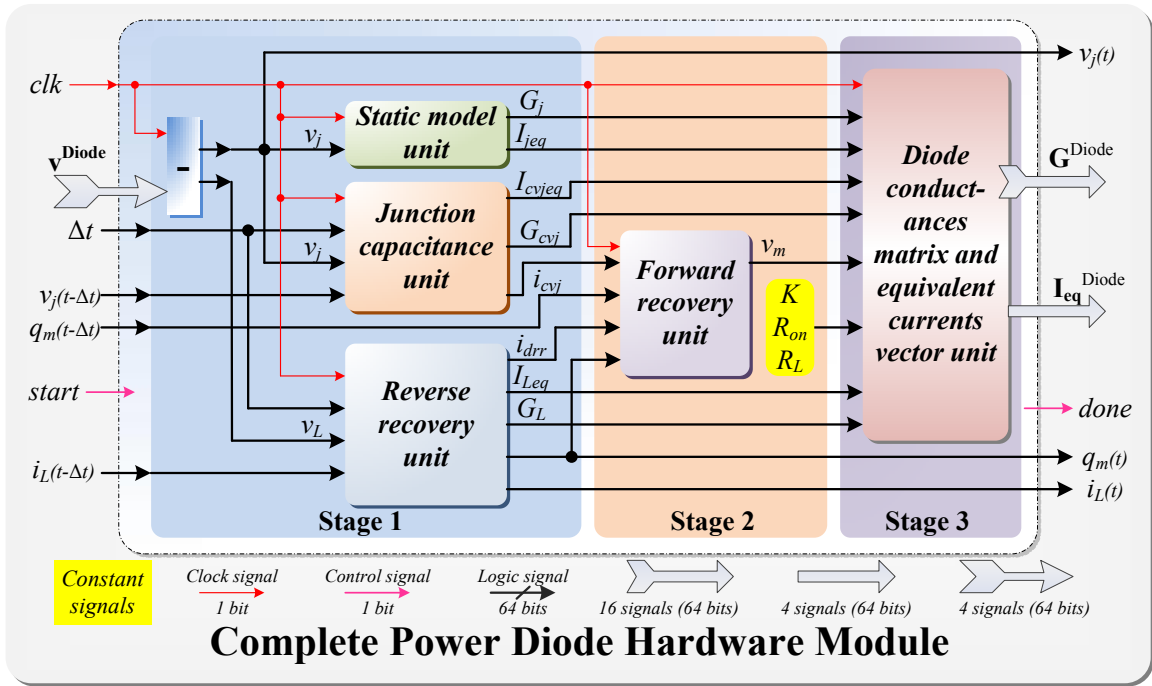 v_j(t)
clk
Static model unit
G_j
v_j
I_jeq
-
v^Diode
Diode conduct-ances matrix and equivalent currents vector unit
G^Diode
I_cvjeq
Junction capacitance unit
Δt
G_cvj
v_j
Forward recovery unit
v_m
i_cvj
v_j(t-Δt)
K
R_on
R_L
I_eq^Diode
q_m(t-Δt)
i_drr
Reverse recovery unit
I_Leq
start
G_L
done
v_L
q_m(t)
i_L(t-Δt)
i_L(t)
Stage 1
Stage 2
Stage 3
Constant signals
Clock signal
1 bit
Control signal
1 bit
Logic signal
64 bits
16 signals (64 bits)
4 signals (64 bits)
4 signals (64 bits)
Complete Power Diode Hardware Module